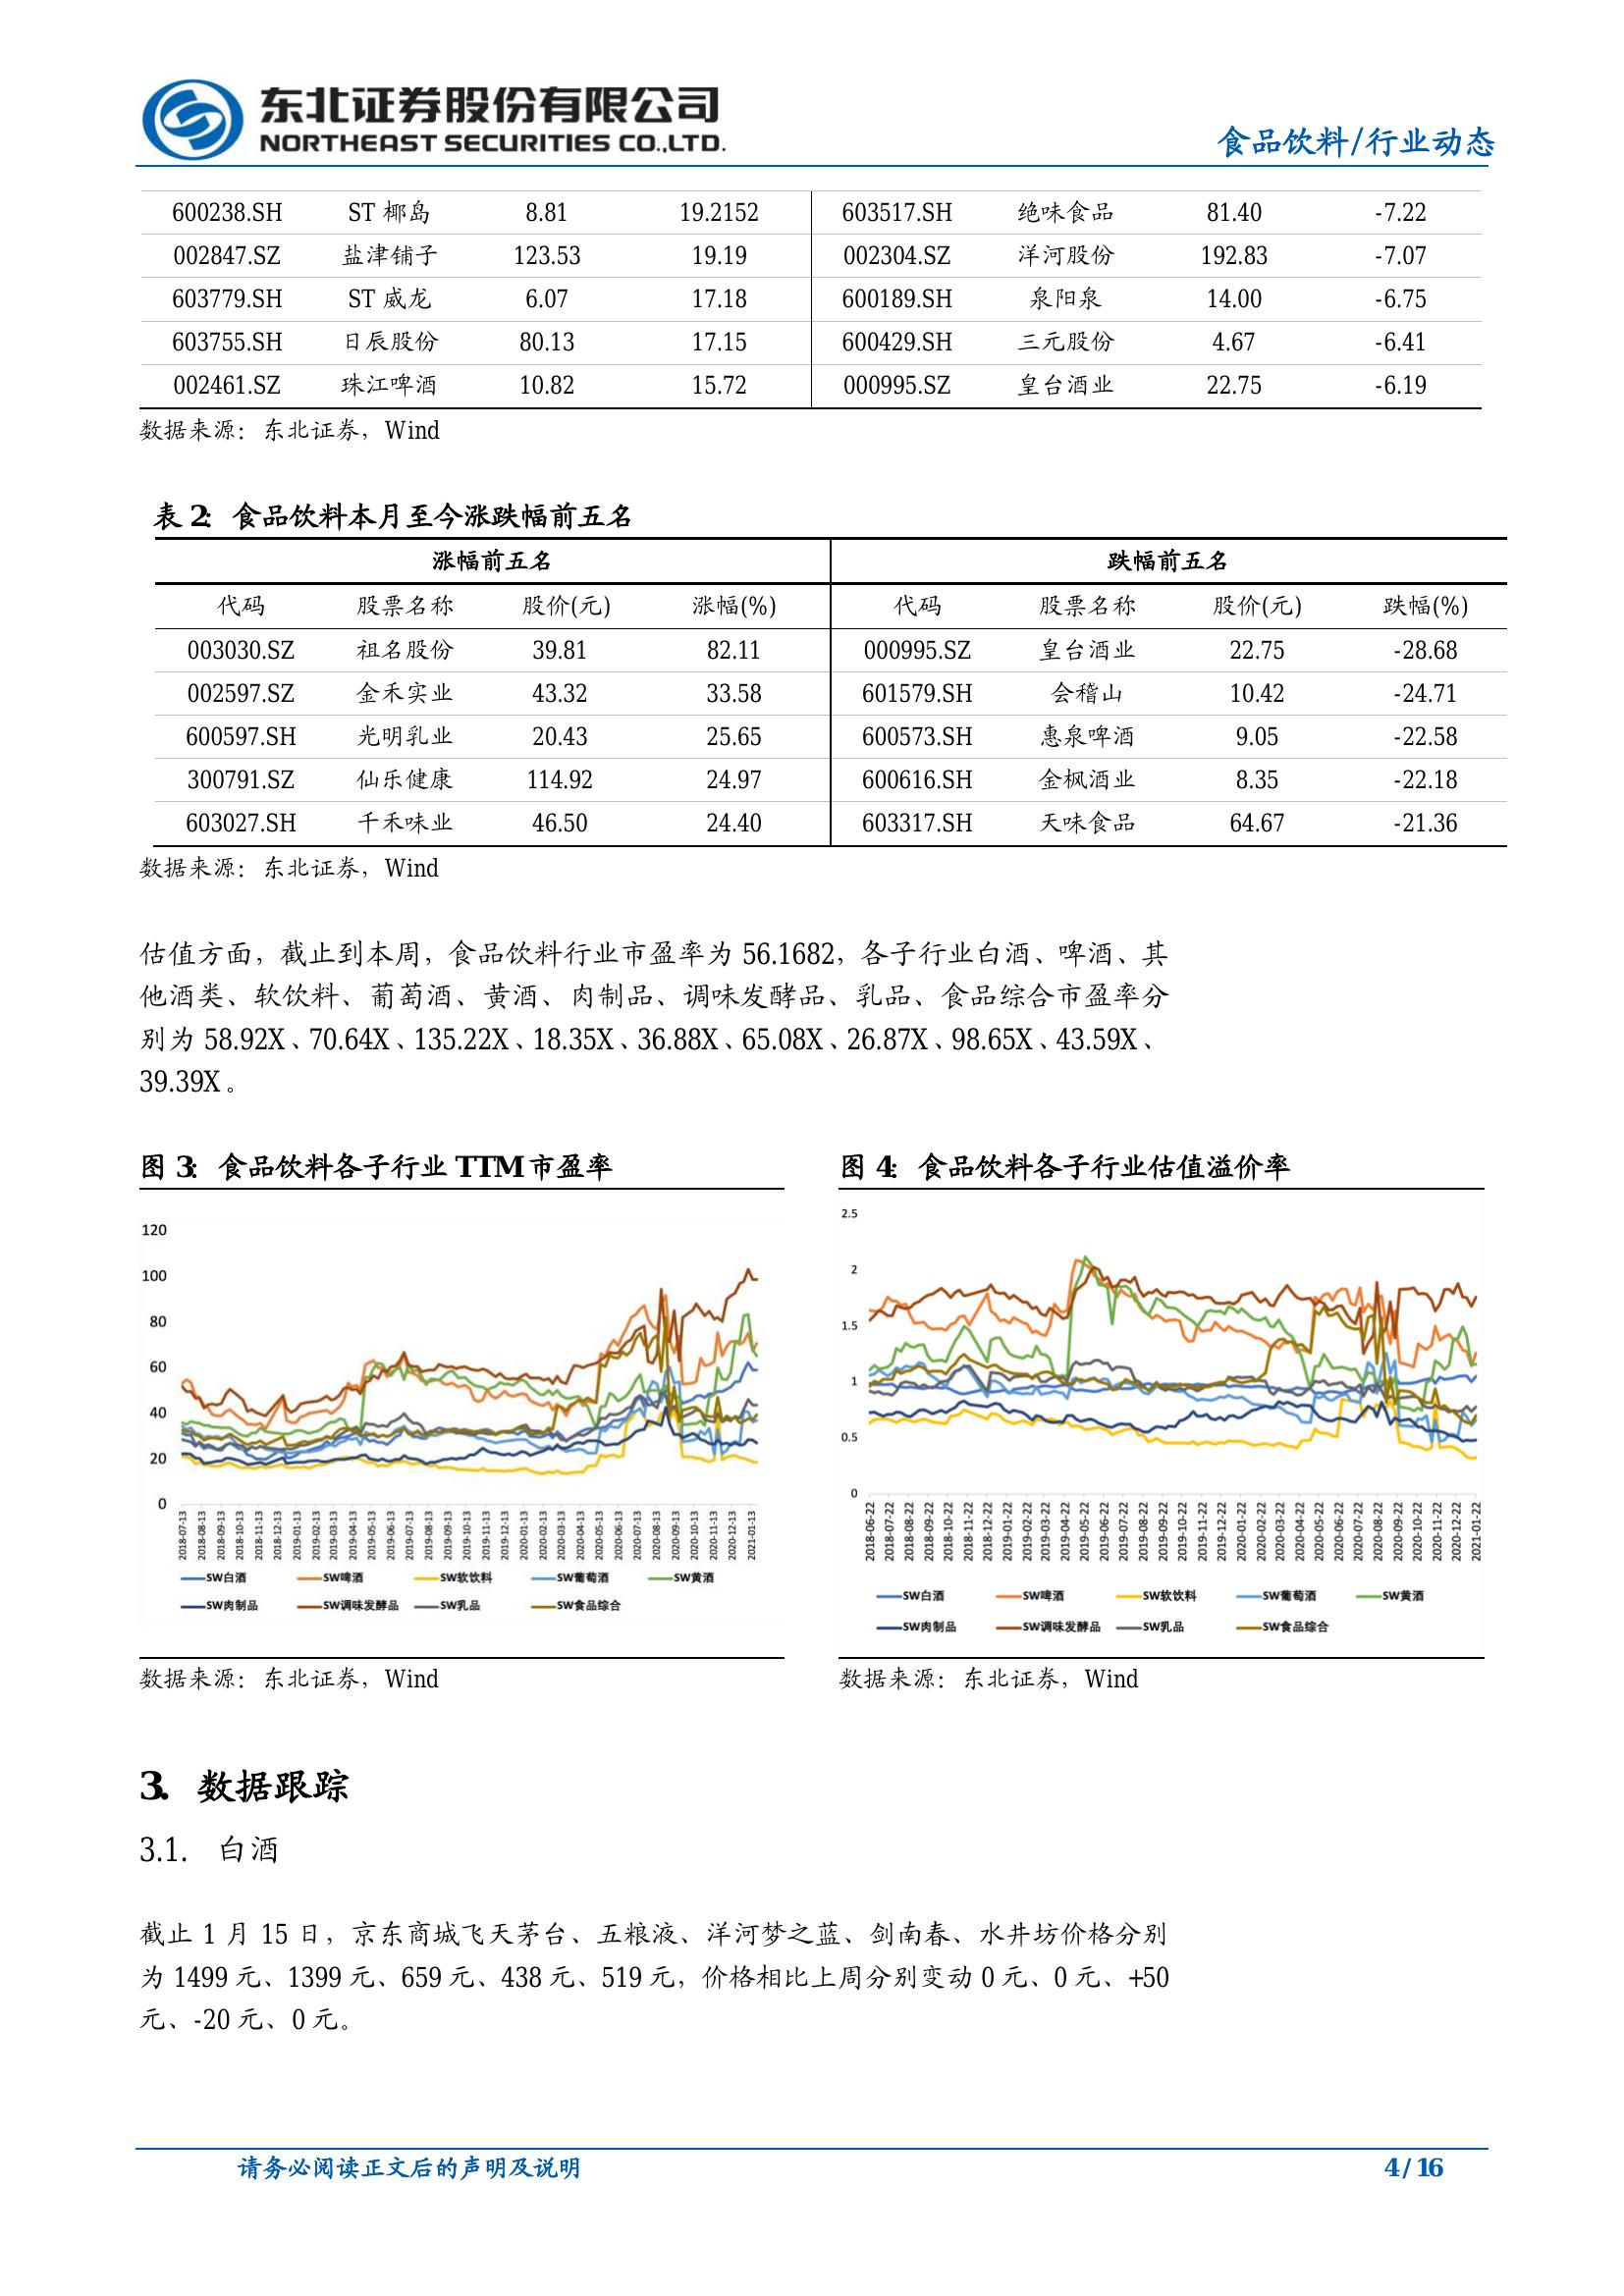 东北证券股份有限公司
NORTHEAST SECURITIES CO.,LTD.
食品饮料/行业动态
600238.SH ST 椰岛 8.81 19.2152 603517.SH 绝味食品 81.40 -7.22
002847.SZ 盐津铺子 123.53 19.19 002304.SZ 洋河股份 192.83 -7.07
603779.SH ST 威龙 6.07 17.18 600189.SH 泉阳泉 14.00 -6.75
603755.SH 日辰股份 80.13 17.15 600429.SH 三元股份 4.67 -6.41
002461.SZ 珠江啤酒 10.82 15.72 000995.SZ 皇台酒业 22.75 -6.19
数据来源：东北证券，Wind
表 2：食品饮料本月至今涨跌幅前五名
涨幅前五名 跌幅前五名
代码 股票名称 股价(元) 涨幅(%) 代码 股票名称 股价(元) 跌幅(%)
003030.SZ 祖名股份 39.81 82.11 000995.SZ 皇台酒业 22.75 -28.68
002597.SZ 金禾实业 43.32 33.58 601579.SH 会稽山 10.42 -24.71
600597.SH 光明乳业 20.43 25.65 600573.SH 惠泉啤酒 9.05 -22.58
300791.SZ 仙乐健康 114.92 24.97 600616.SH 金枫酒业 8.35 -22.18
603027.SH 千禾味业 46.50 24.40 603317.SH 天味食品 64.67 -21.36
数据来源：东北证券，Wind
估值方面，截止到本周，食品饮料行业市盈率为 56.1682，各子行业白酒、啤酒、其
他酒类、软饮料、葡萄酒、黄酒、肉制品、调味发酵品、乳品、食品综合市盈率分
别为 58.92X、70.64X、135.22X、18.35X、36.88X、65.08X、26.87X、98.65X、43.59X、
39.39X。
图 3：食品饮料各子行业 TTM 市盈率
120
100
80
60
40
20
0
2018-07-13 2018-08-13 2018-09-13 2018-10-13 2018-11-13 2018-12-13 2019-01-13 2019-02-13 2019-03-13 2019-04-13 2019-05-13 2019-06-13 2019-07-13 2019-08-13 2019-09-13 2019-10-13 2019-11-13 2019-12-13 2020-01-13 2020-02-13 2020-03-13 2020-04-13 2020-05-13 2020-06-13 2020-07-13 2020-08-13 2020-09-13 2020-10-13 2020-11-13 2020-12-13 2021-01-13
SW白酒 SW啤酒 SW软饮料 SW葡萄酒 SW黄酒
SW肉制品 SW调味发酵品 SW乳品 SW食品综合
数据来源：东北证券，Wind
图 4：食品饮料各子行业估值溢价率
2.5
2
1.5
1
0.5
0
2018-06-22 2018-07-22 2018-08-22 2018-09-22 2018-10-22 2018-11-22 2018-12-22 2019-01-22 2019-02-22 2019-03-22 2019-04-22 2019-05-22 2019-06-22 2019-07-22 2019-08-22 2019-09-22 2019-10-22 2019-11-22 2019-12-22 2020-01-22 2020-02-22 2020-03-22 2020-04-22 2020-05-22 2020-06-22 2020-07-22 2020-08-22 2020-09-22 2020-10-22 2020-11-22 2020-12-22 2021-01-22
SW白酒 SW啤酒 SW软饮料 SW葡萄酒 SW黄酒
SW肉制品 SW调味发酵品 SW乳品 SW食品综合
数据来源：东北证券，Wind
3. 数据跟踪
3.1. 白酒
截止 1 月 15 日，京东商城飞天茅台、五粮液、洋河梦之蓝、剑南春、水井坊价格分别
为 1499 元、1399 元、659 元、438 元、519 元，价格相比上周分别变动 0 元、0 元、+50
元、-20 元、0 元。
请务必阅读正文后的声明及说明
4 / 16